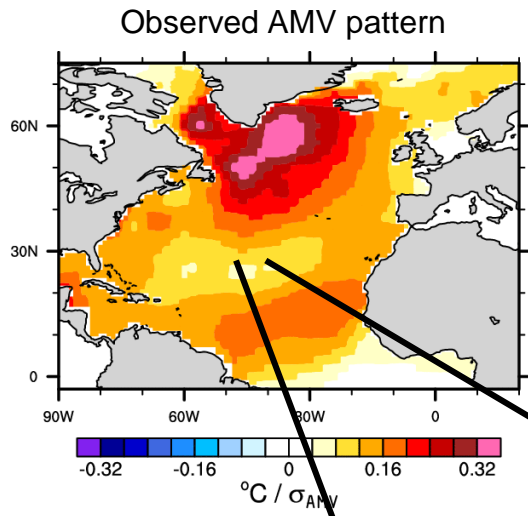 Observed AMV pattern
60N
30N
0
90W 60W 30W 0
-0.32 -0.16 0 0.16 0.32
°C / σAMV